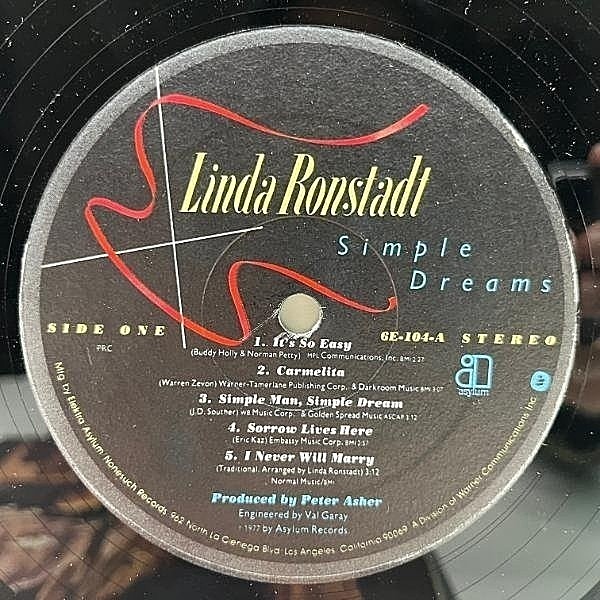 Linda Ronstadt
Simple
Dreams
SIDE ONE
PRC
6E-104-A STEREO
asylum
1. It's So Easy
(Buddy Holly & Norman Petty) MPL Communications, Inc. BMI 2:27
2. Carmelita
(Warren Zevon) Warner-Tamerlane Publishing Corp. & Darkroom Music BMI 3:07
3. Simple Man, Simple Dream
(J.D. Souther) WB Music Corp. & Golden Spread Music ASCAP 3:12
4. Sorrow Lives Here
(Eric Kaz) Embassy Music Corp. BMI 2:57
5. I Never Will Marry
(Traditional. Arranged by Linda Ronstadt) 3:12
Normal Music/BMI
Produced by Peter Asher
Engineered by Val Garay
℗ 1977 by Asylum Records.
Mfg. by Elektra Asylum Nonesuch Records 962 North La Cienega Blvd. Los Angeles, California 90069. A Division of Warner Communications Inc.